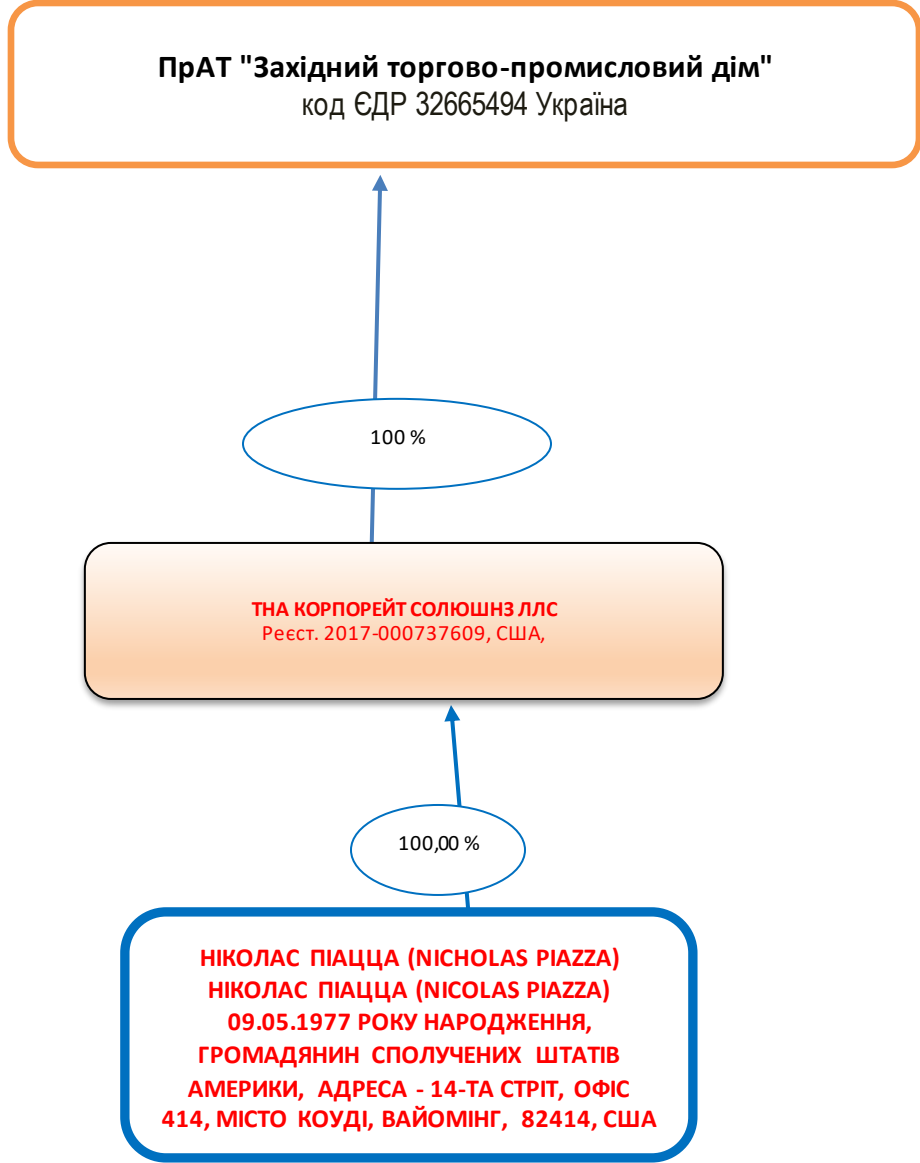 ПрАТ "Західний торгово-промисловий дім"
код ЄДР 32665494 Україна
100 %
ТНА КОРПОРЕЙТ СОЛЮШНЗ ЛЛС
Реєст. 2017-000737609, США,
100,00 %
НІКОЛАС ПІАЦЦА (NICHOLAS PIAZZA)
НІКОЛАС ПІАЦЦА (NICOLAS PIAZZA)
09.05.1977 РОКУ НАРОДЖЕННЯ,
ГРОМАДЯНИН СПОЛУЧЕНИХ ШТАТІВ
АМЕРИКИ, АДРЕСА - 14-ТА СТРІТ, ОФІС
414, МІСТО КОУДІ, ВАЙОМІНГ, 82414, США